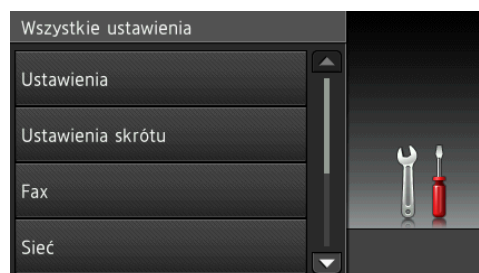 Wszystkie ustawienia
Ustawienia
Ustawienia skrótu
Fax
Sieć